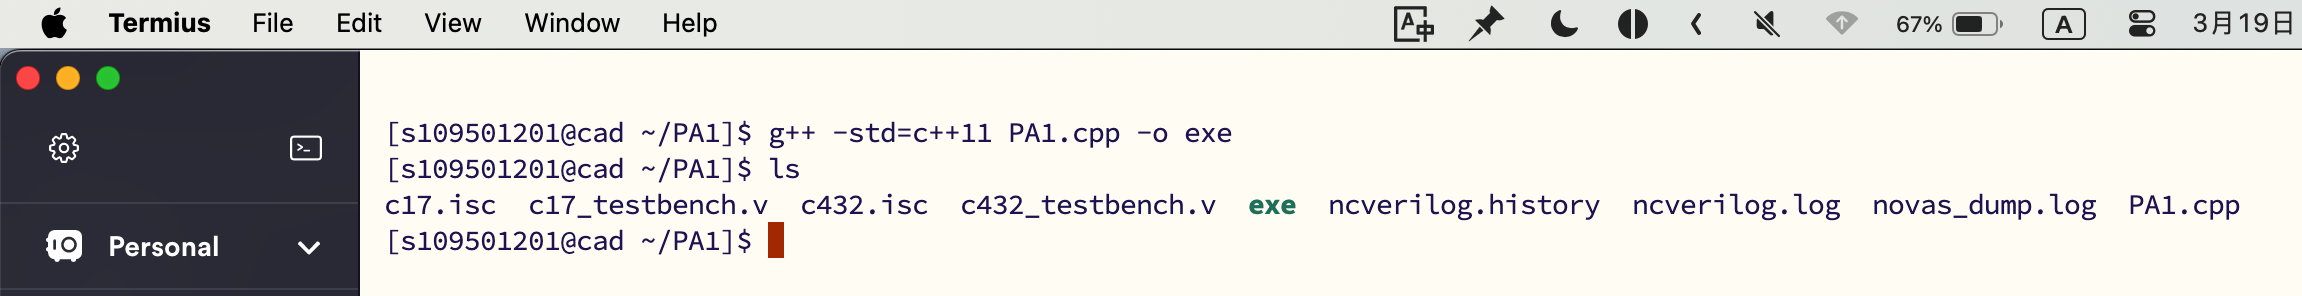 Termius File Edit View Window Help 67% A 3月19日
[s109501201@cad ~/PA1]$ g++ -std=c++11 PA1.cpp -o exe
[s109501201@cad ~/PA1]$ ls
c17.isc c17_testbench.v c432.isc c432_testbench.v exe ncverilog.history ncverilog.log novas_dump.log PA1.cpp
Personal
[s109501201@cad ~/PA1]$